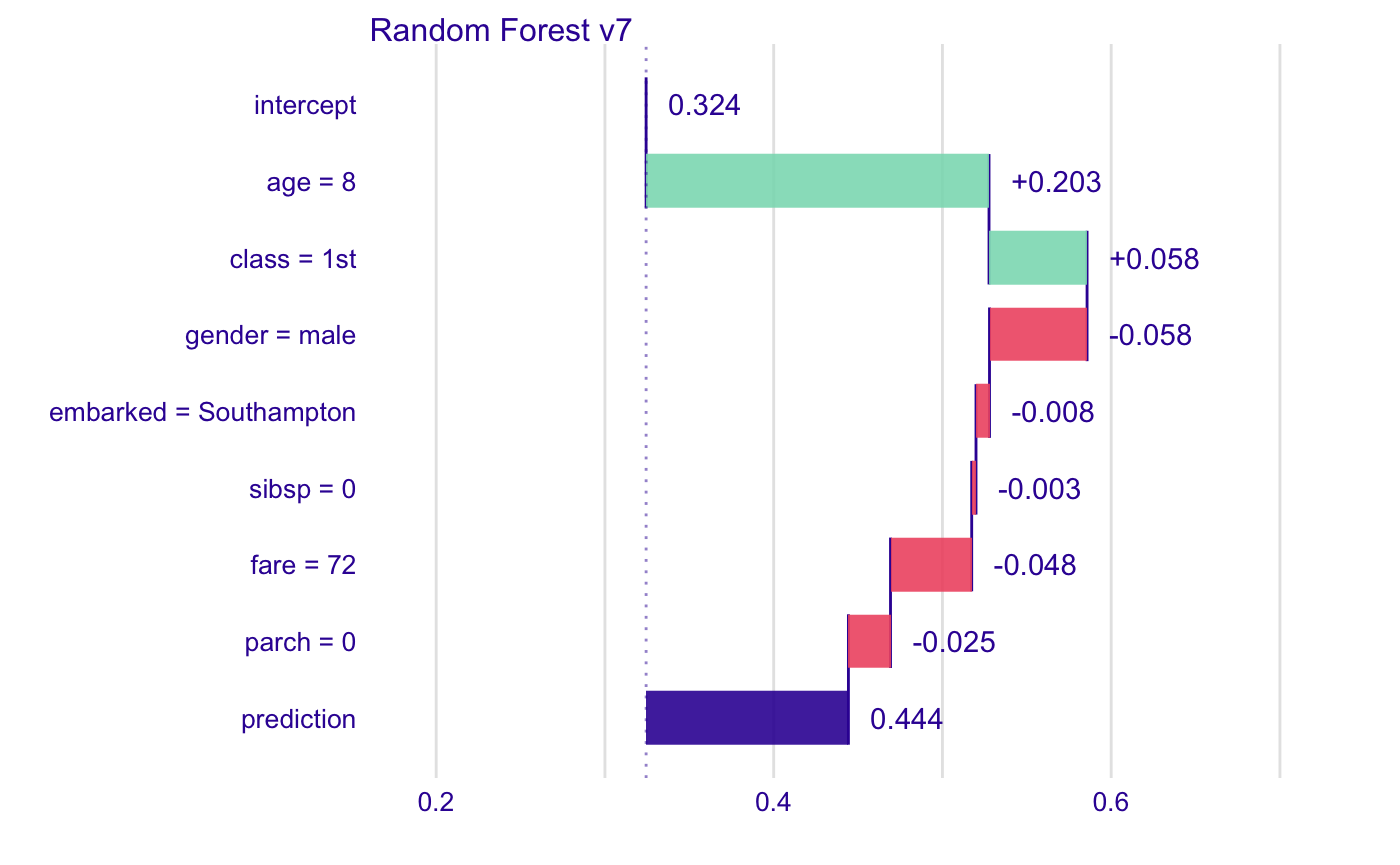 Random Forest v7
intercept 0.324
age = 8 +0.203
class = 1st +0.058
gender = male -0.058
embarked = Southampton -0.008
sibsp = 0 -0.003
fare = 72 -0.048
parch = 0 -0.025
prediction 0.444
0.2 0.4 0.6